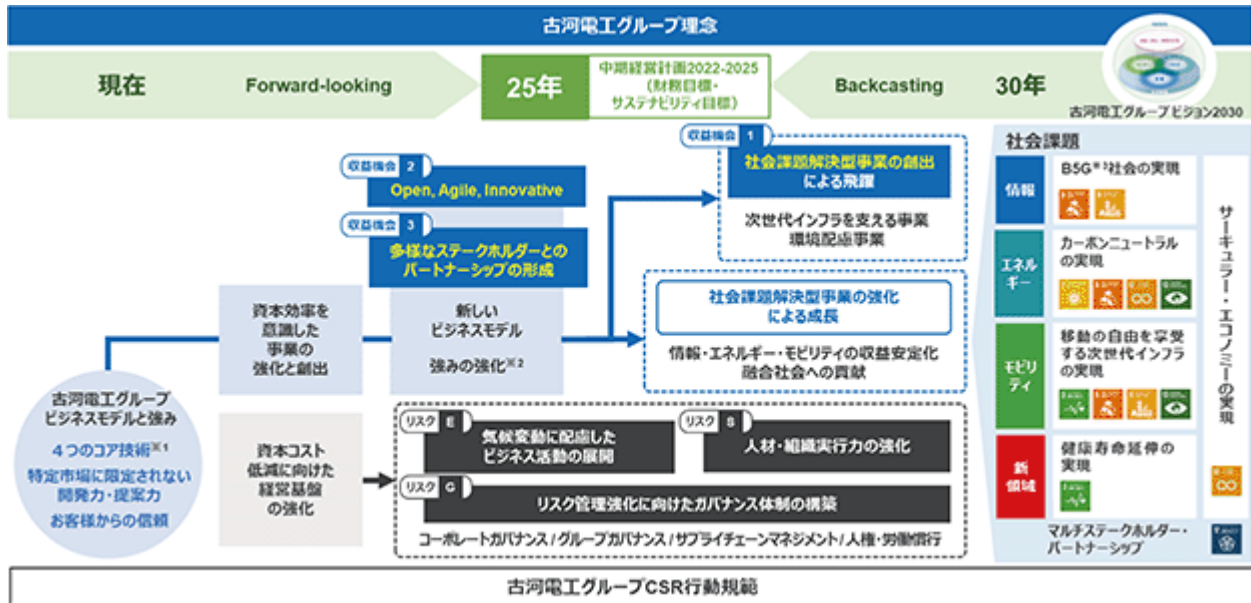 古河電工グループ理念
現在
Forward-looking
25年
中期経営計画2022-2025
(財務目標・
サステナビリティ目標)
Backcasting
30年
古河電工グループビジョン2030
収益機会 1
社会課題解決型事業の創出
による飛躍
次世代インフラを支える事業
環境配慮事業
収益機会 2
Open, Agile, Innovative
収益機会 3
多様なステークホルダーとの
パートナーシップの形成
社会課題解決型事業の強化
による成長
情報・エネルギー・モビリティの収益安定化
融合社会への貢献
資本効率を
意識した
事業の
強化と創出
新しい
ビジネスモデル
強みの強化※2
古河電工グループ
ビジネスモデルと強み
4つのコア技術※1
特定市場に限定されない
開発力・提案力
お客様からの信頼
資本コスト
低減に向けた
経営基盤
の強化
リスク E
気候変動に配慮した
ビジネス活動の展開
リスク S
人材・組織実行力の強化
リスク G
リスク管理強化に向けたガバナンス体制の構築
コーポレートガバナンス/グループガバナンス/サプライチェーンマネジメント/人権・労働慣行
社会課題
情報
B5G※3社会の実現
エネル
ギー
カーボンニュートラル
の実現
モビリ
ティ
移動の自由を享受
する次世代インフラ
の実現
新
領域
健康寿命延伸の
実現
サーキュラー・エコノミーの実現
マルチステークホルダー・
パートナーシップ
古河電工グループCSR行動規範